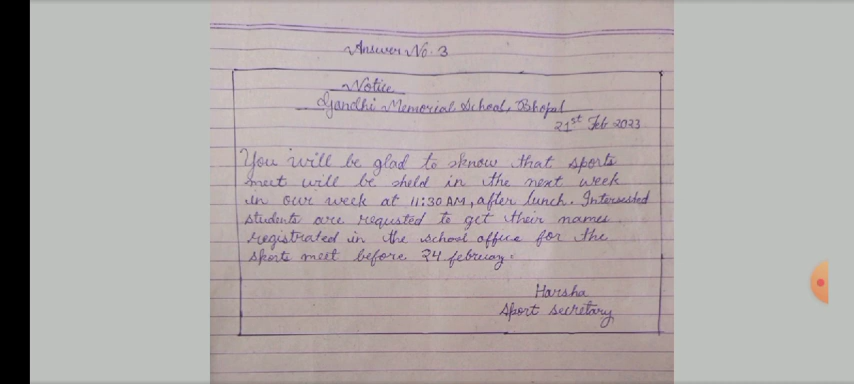 Answer No. 3
Notice
Gandhi Memorial School, Bhopal
21st Feb 2023
You will be glad to know that sports
meet will be held in the next week
in our week at 11:30 AM, after lunch. Intersested
students are requsted to get their names
registrated in the school office for the
sports meet before 24 februay.
Harsha
Sport secretary